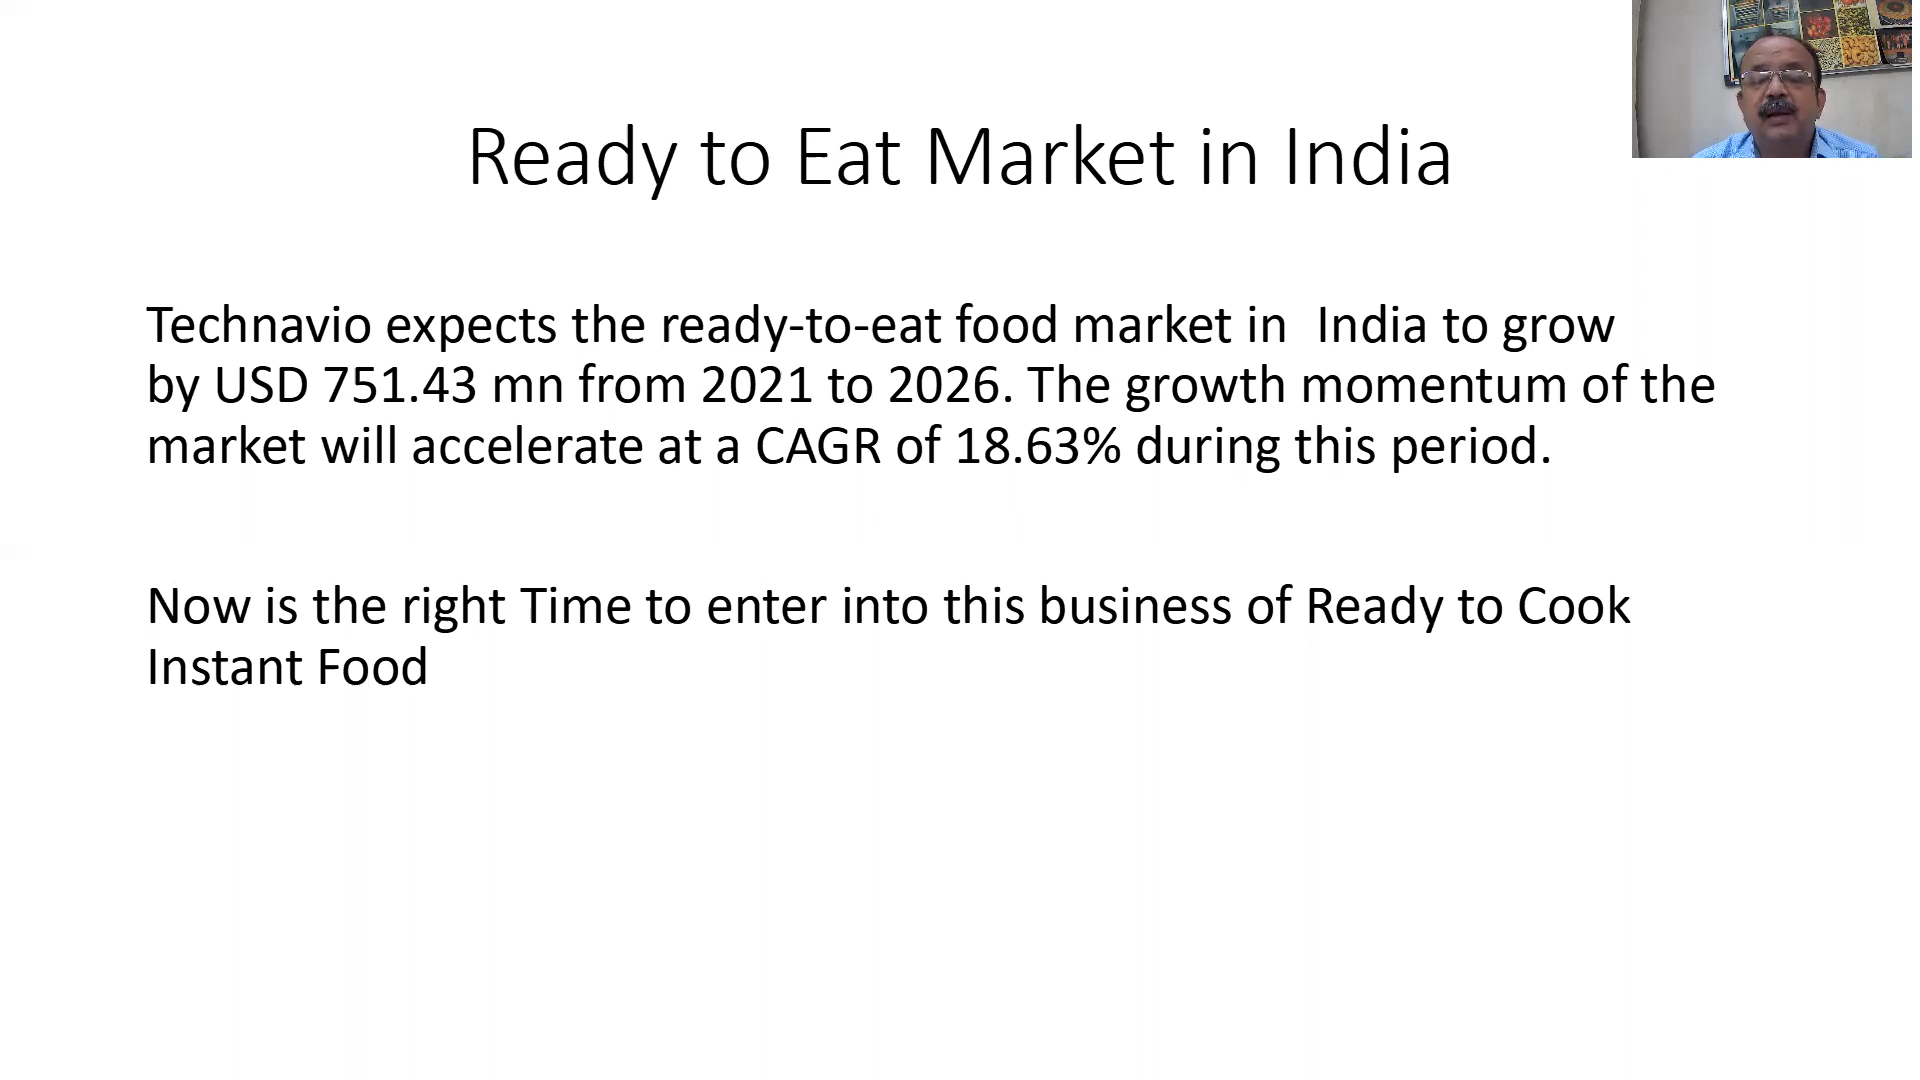 Ready to Eat Market in India
Technavio expects the ready-to-eat food market in  India to grow
by USD 751.43 mn from 2021 to 2026. The growth momentum of the
market will accelerate at a CAGR of 18.63% during this period.
Now is the right Time to enter into this business of Ready to Cook
Instant Food